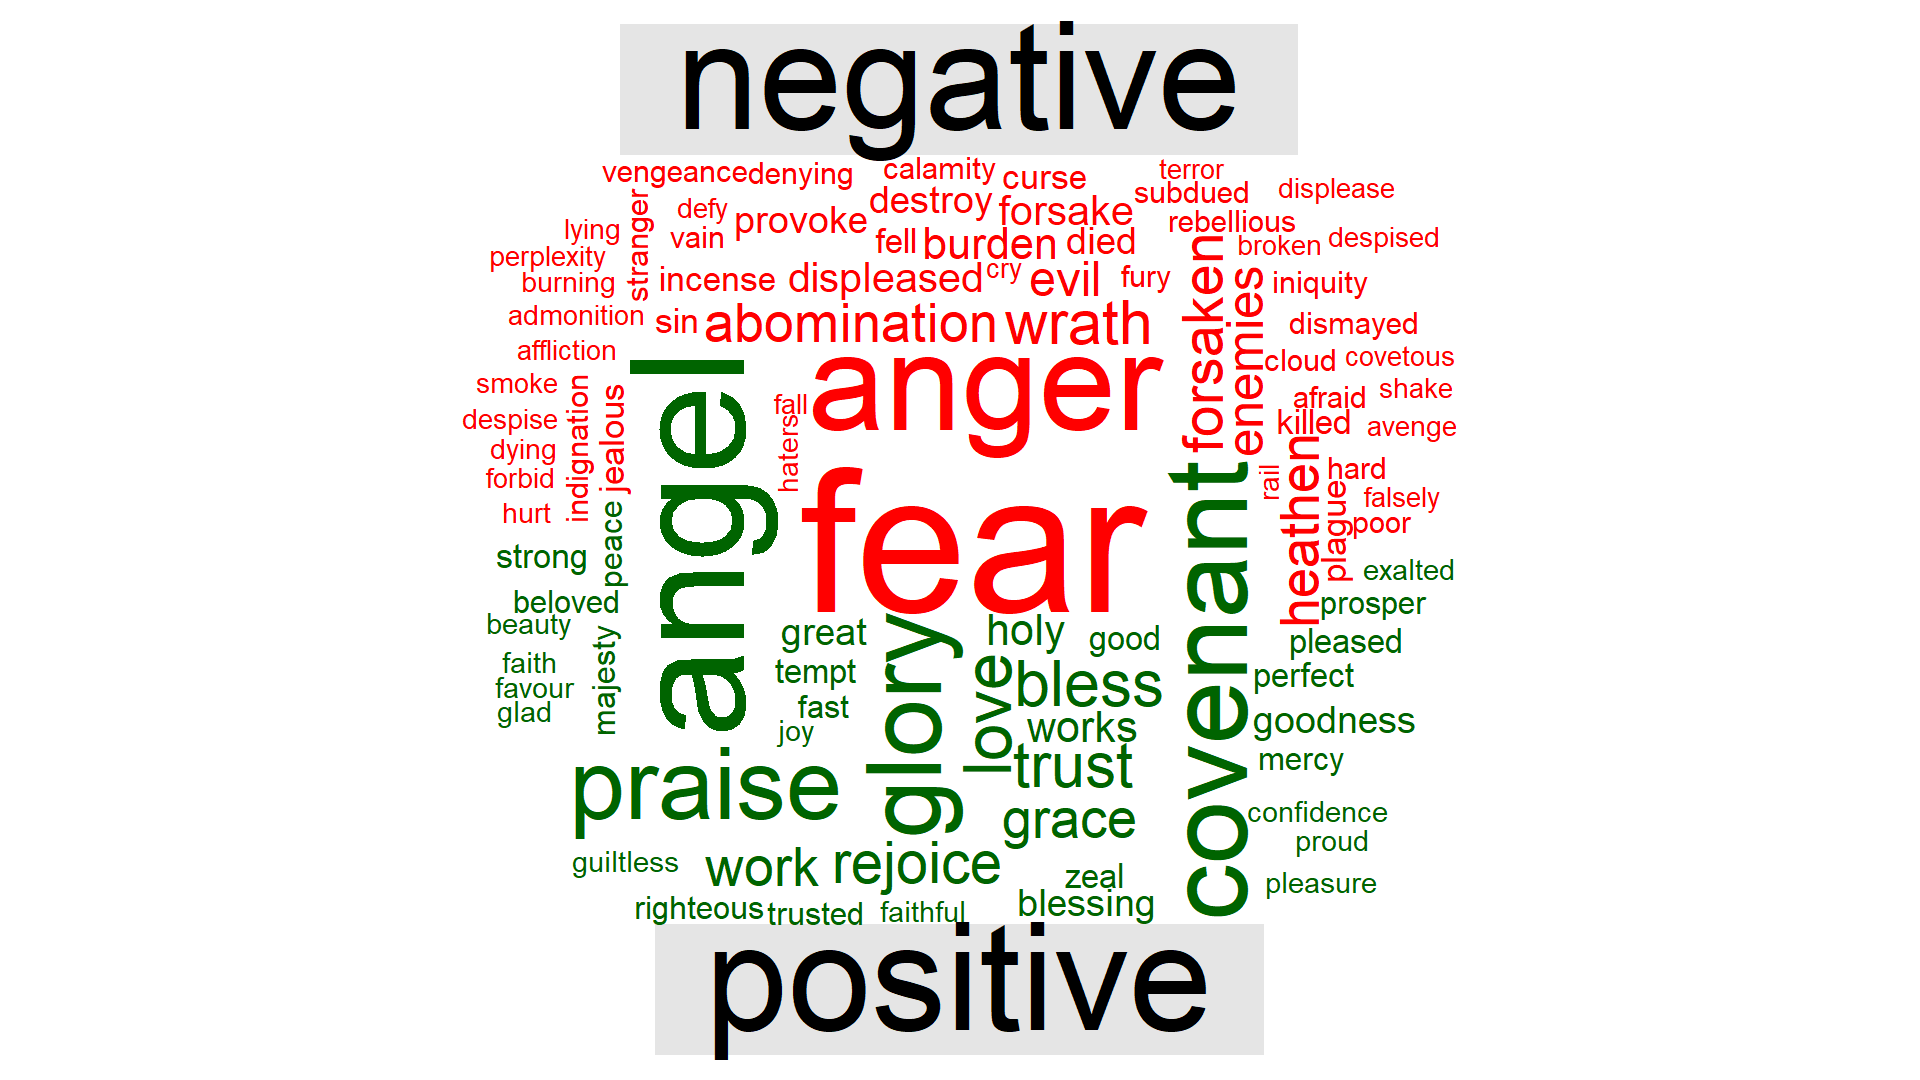 negative
vengeance denying calamity curse terror
subdued displease
defy provoke destroy forsake rebellious
lying stranger vain fell burden died broken despised
perplexity
burning incense displeased cry evil fury iniquity
admonition sin abomination wrath forsaken enemies dismayed
affliction cloud covetous
smoke anger afraid shake
despise indignation jealous fall killed avenge
dying haters
forbid rail heathen hard
hurt falsely
fear plague poor
angel covenant
strong peace exalted
beloved prosper
beauty great glory holy good pleased
faith majesty tempt love bless perfect
favour
glad fast works goodness
joy trust mercy
praise grace confidence
proud
guiltless work rejoice zeal pleasure
righteous trusted faithful blessing
positive